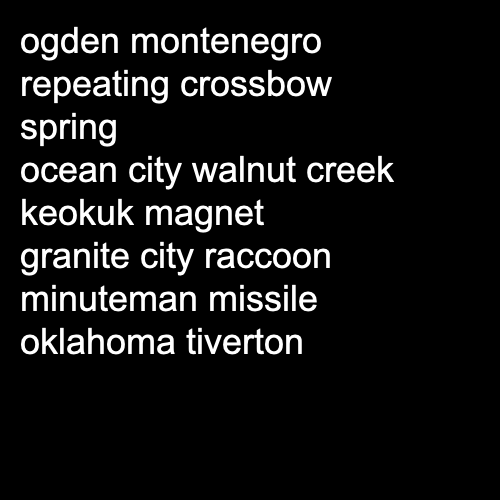 ogden montenegro
repeating crossbow
spring
ocean city walnut creek
keokuk magnet
granite city raccoon
minuteman missile
oklahoma tiverton